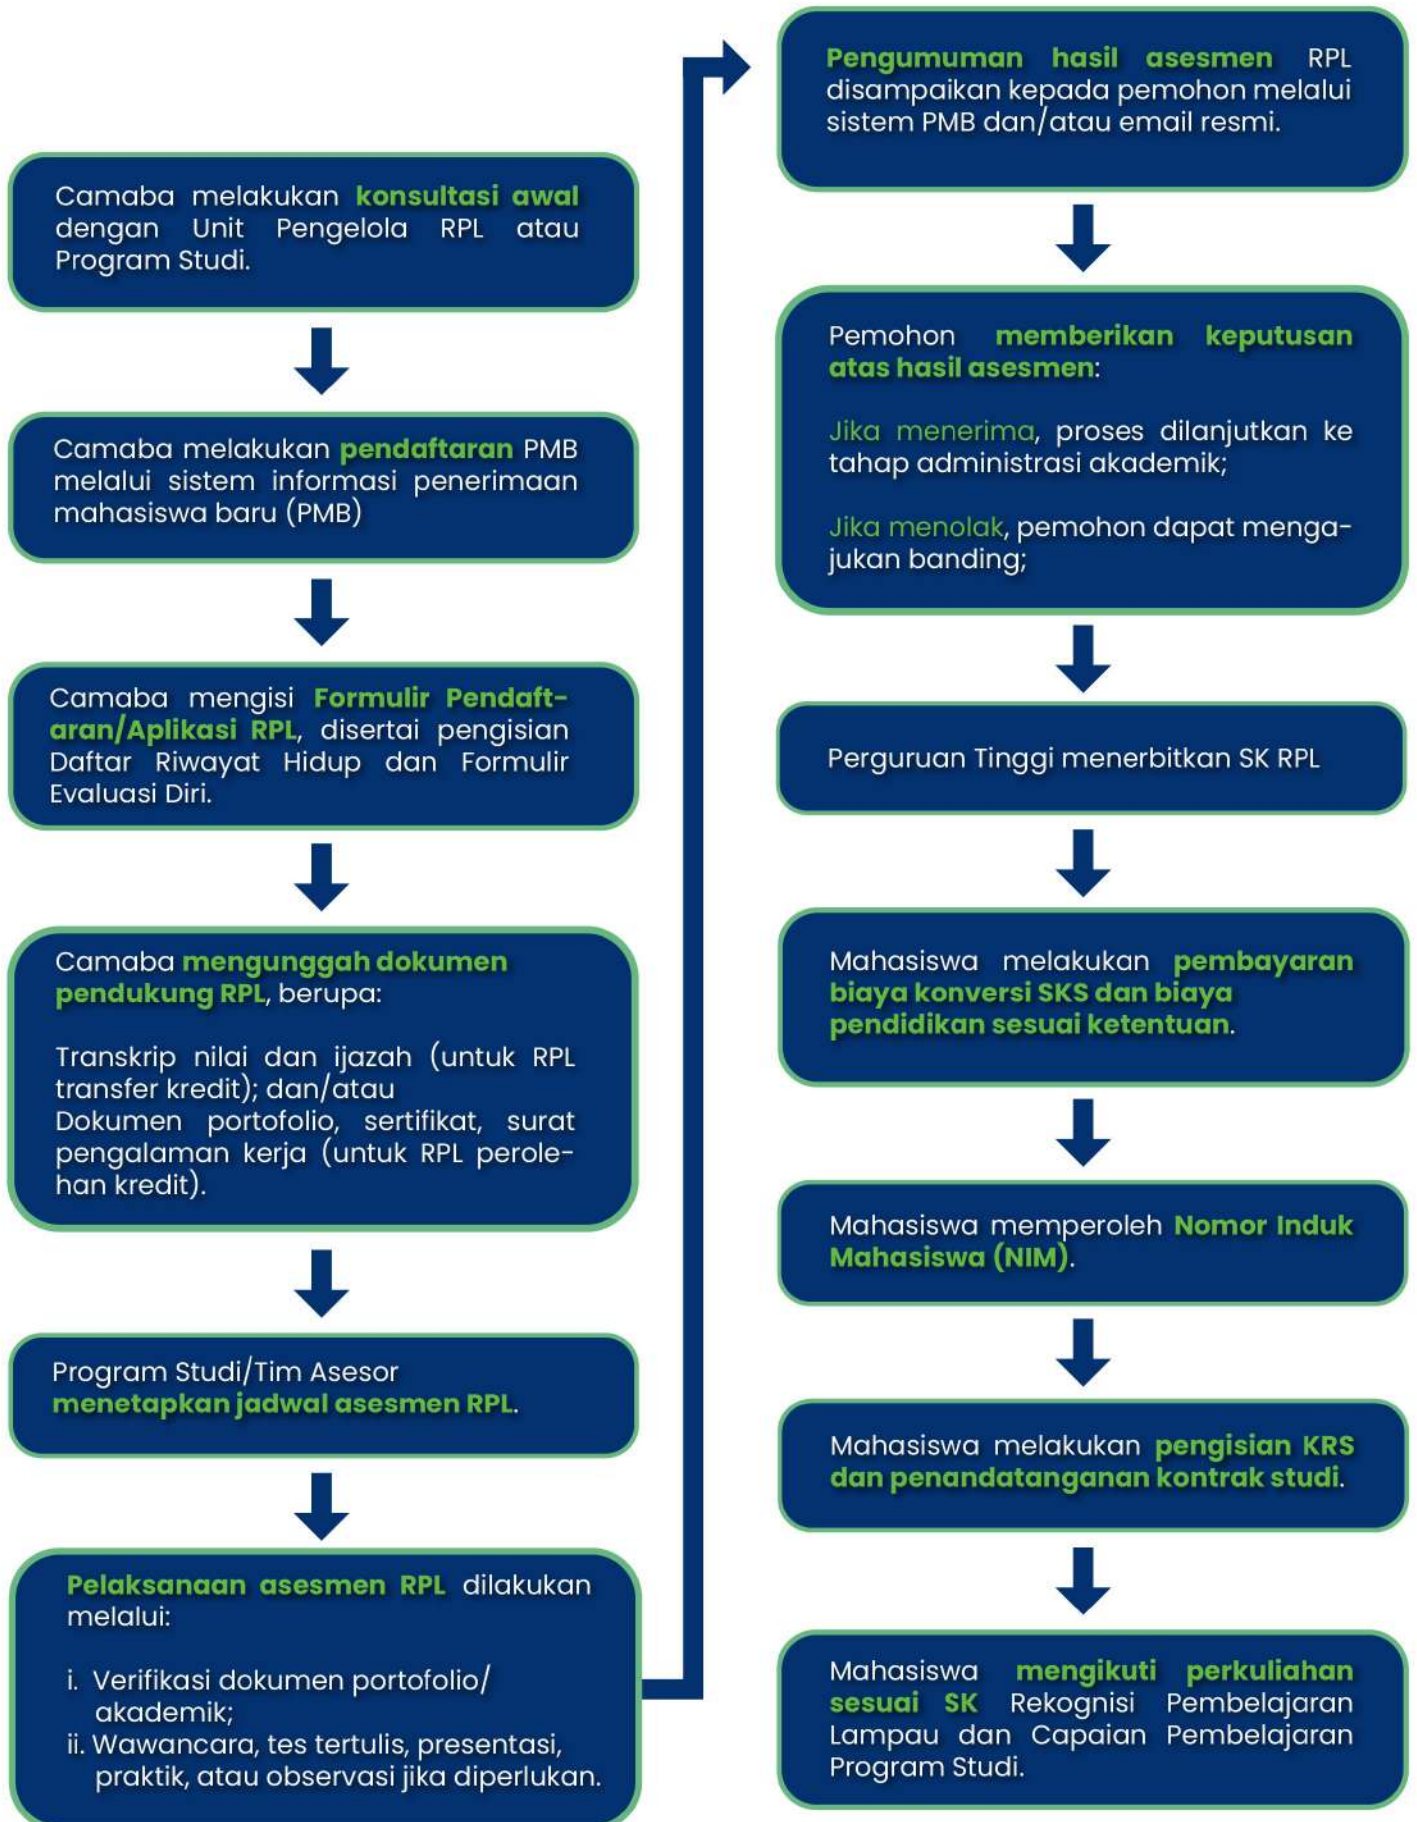 Camaba melakukan konsultasi awal
dengan Unit Pengelola RPL atau
Program Studi.
Camaba melakukan pendaftaran PMB
melalui sistem informasi penerimaan
mahasiswa baru (PMB)
Camaba mengisi Formulir Pendaft-
aran/Aplikasi RPL, disertai pengisian
Daftar Riwayat Hidup dan Formulir
Evaluasi Diri.
Camaba mengunggah dokumen
pendukung RPL, berupa:
Transkrip nilai dan ijazah (untuk RPL
transfer kredit); dan/atau
Dokumen portofolio, sertifikat, surat
pengalaman kerja (untuk RPL perole-
han kredit).
Program Studi/Tim Asesor
menetapkan jadwal asesmen RPL.
Pelaksanaan asesmen RPL dilakukan
melalui:
i. Verifikasi dokumen portofolio/
akademik;
ii. Wawancara, tes tertulis, presentasi,
praktik, atau observasi jika diperlukan.
Pengumuman hasil asesmen RPL
disampaikan kepada pemohon melalui
sistem PMB dan/atau email resmi.
Pemohon memberikan keputusan
atas hasil asesmen:
Jika menerima, proses dilanjutkan ke
tahap administrasi akademik;
Jika menolak, pemohon dapat menga-
jukan banding;
Perguruan Tinggi menerbitkan SK RPL
Mahasiswa melakukan pembayaran
biaya konversi SKS dan biaya
pendidikan sesuai ketentuan.
Mahasiswa memperoleh Nomor Induk
Mahasiswa (NIM).
Mahasiswa melakukan pengisian KRS
dan penandatanganan kontrak studi.
Mahasiswa mengikuti perkuliahan
sesuai SK Rekognisi Pembelajaran
Lampau dan Capaian Pembelajaran
Program Studi.